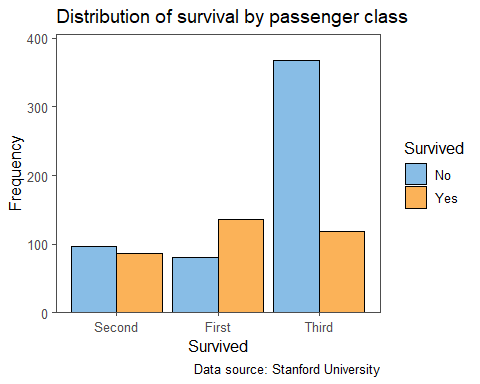 Distribution of survival by passenger class
400
300
200
100
0
Frequency
Second First Third
Survived
Survived
No
Yes
Data source: Stanford University